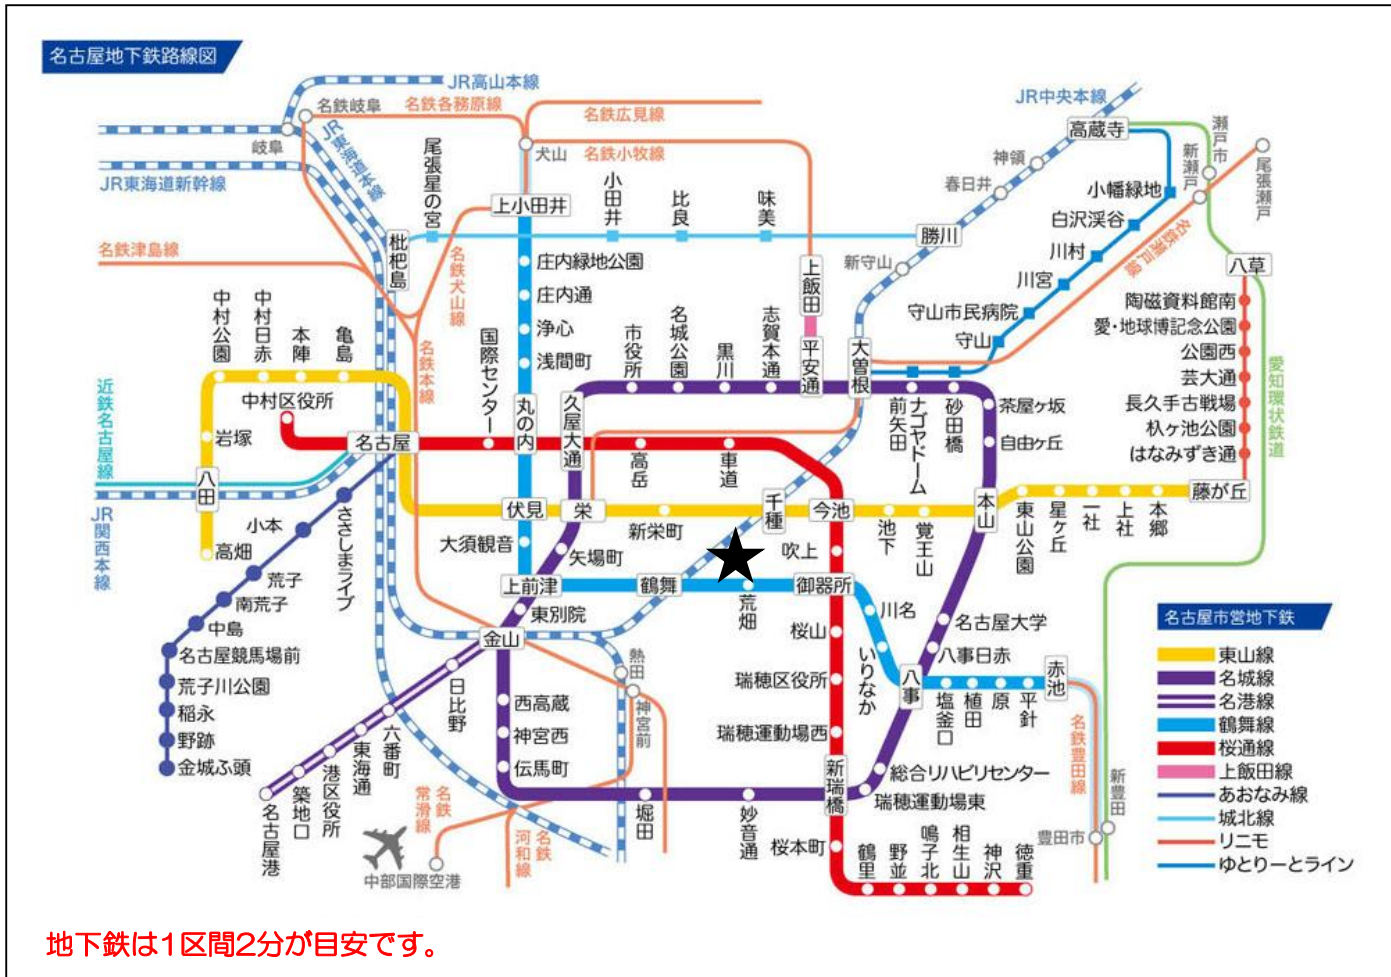 名古屋地下鉄路線図
JR高山本線
名鉄岐阜
名鉄各務原線
名鉄広見線
JR中央本線
岐阜
JR東海道本線
JR東海道新幹線
犬山
名鉄小牧線
高蔵寺
瀬戸市
新瀬戸
尾張瀬戸
神領
春日井
小幡緑地
白沢渓谷
川村
川宮
守山市民病院
守山
名鉄瀬戸線
上小田井
尾張星の宮
小田井
比良
味美
勝川
新守山
枇杷島
名鉄津島線
名鉄犬山線
名鉄本線
庄内緑地公園
庄内通
浄心
浅間町
上飯田
八草
陶磁資料館南
愛・地球博記念公園
公園西
芸大通
長久手古戦場
杁ヶ池公園
はなみずき通
愛知環状鉄道
中村公園
中村日赤
本陣
亀島
国際センター
市役所
名城公園
黒川
志賀本通
平安通
大曽根
ナゴヤドーム前矢田
砂田橋
茶屋ヶ坂
自由ヶ丘
近鉄名古屋線
中村区役所
岩塚
名古屋
丸の内
久屋大通
高岳
車道
八田
JR関西本線
高畑
伏見
栄
新栄町
千種
今池
池下
覚王山
本山
東山公園
星ヶ丘
一社
上社
本郷
藤が丘
小本
ささしまライブ
荒子
南荒子
中島
名古屋競馬場前
荒子川公園
稲永
野跡
金城ふ頭
大須観音
矢場町
吹上
上前津
鶴舞
荒畑
御器所
川名
いりなか
名古屋大学
八事日赤
東別院
金山
桜山
瑞穂区役所
瑞穂運動場西
八事
塩釜口
植田
原
平針
赤池
名鉄豊田線
新豊田
豊田市
熱田
神宮前
日比野
六番町
東海通
港区役所
築地口
名古屋港
西高蔵
神宮西
伝馬町
堀田
妙音通
新瑞橋
総合リハビリセンター
瑞穂運動場東
桜本町
鶴里
野並
鳴子北
相生山
神沢
徳重
名鉄常滑線
名鉄河和線
中部国際空港
名古屋市営地下鉄
東山線
名城線
名港線
鶴舞線
桜通線
上飯田線
あおなみ線
城北線
リニモ
ゆとりーとライン
地下鉄は1区間2分が目安です。